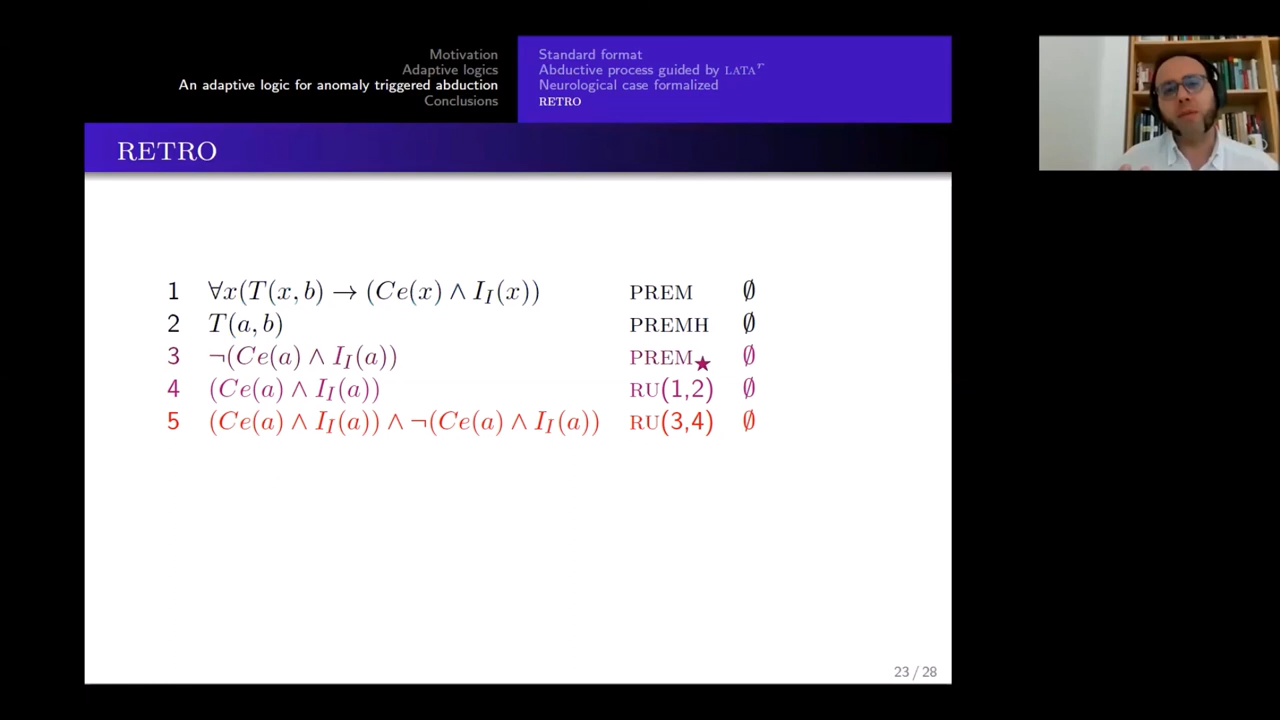 Motivation
Adaptive logics
An adaptive logic for anomaly triggered abduction
Conclusions
Standard format
Abductive process guided by LATAʳ
Neurological case formalized
RETRO
RETRO
1 ∀x(T(x, b) → (Ce(x) ∧ I_I(x)) PREM ∅
2 T(a, b) PREMH ∅
3 ¬(Ce(a) ∧ I_I(a)) PREM★ ∅
4 (Ce(a) ∧ I_I(a)) RU(1,2) ∅
5 (Ce(a) ∧ I_I(a)) ∧ ¬(Ce(a) ∧ I_I(a)) RU(3,4) ∅
23 / 28